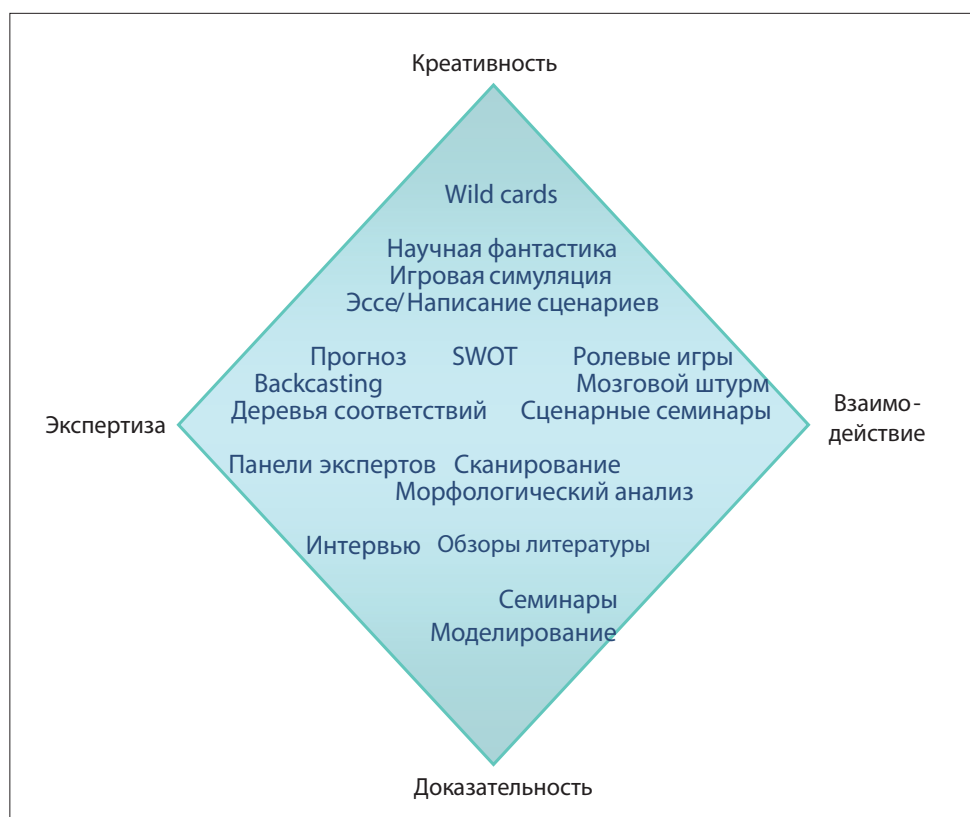 Креативность
Wild cards
Научная фантастика
Игровая симуляция
Эссе/Написание сценариев
Прогноз SWOT Ролевые игры
Backcasting Мозговой штурм
Деревья соответствий Сценарные семинары
Экспертиза
Взаимо-
действие
Панели экспертов Сканирование
Морфологический анализ
Интервью Обзоры литературы
Семинары
Моделирование
Доказательность